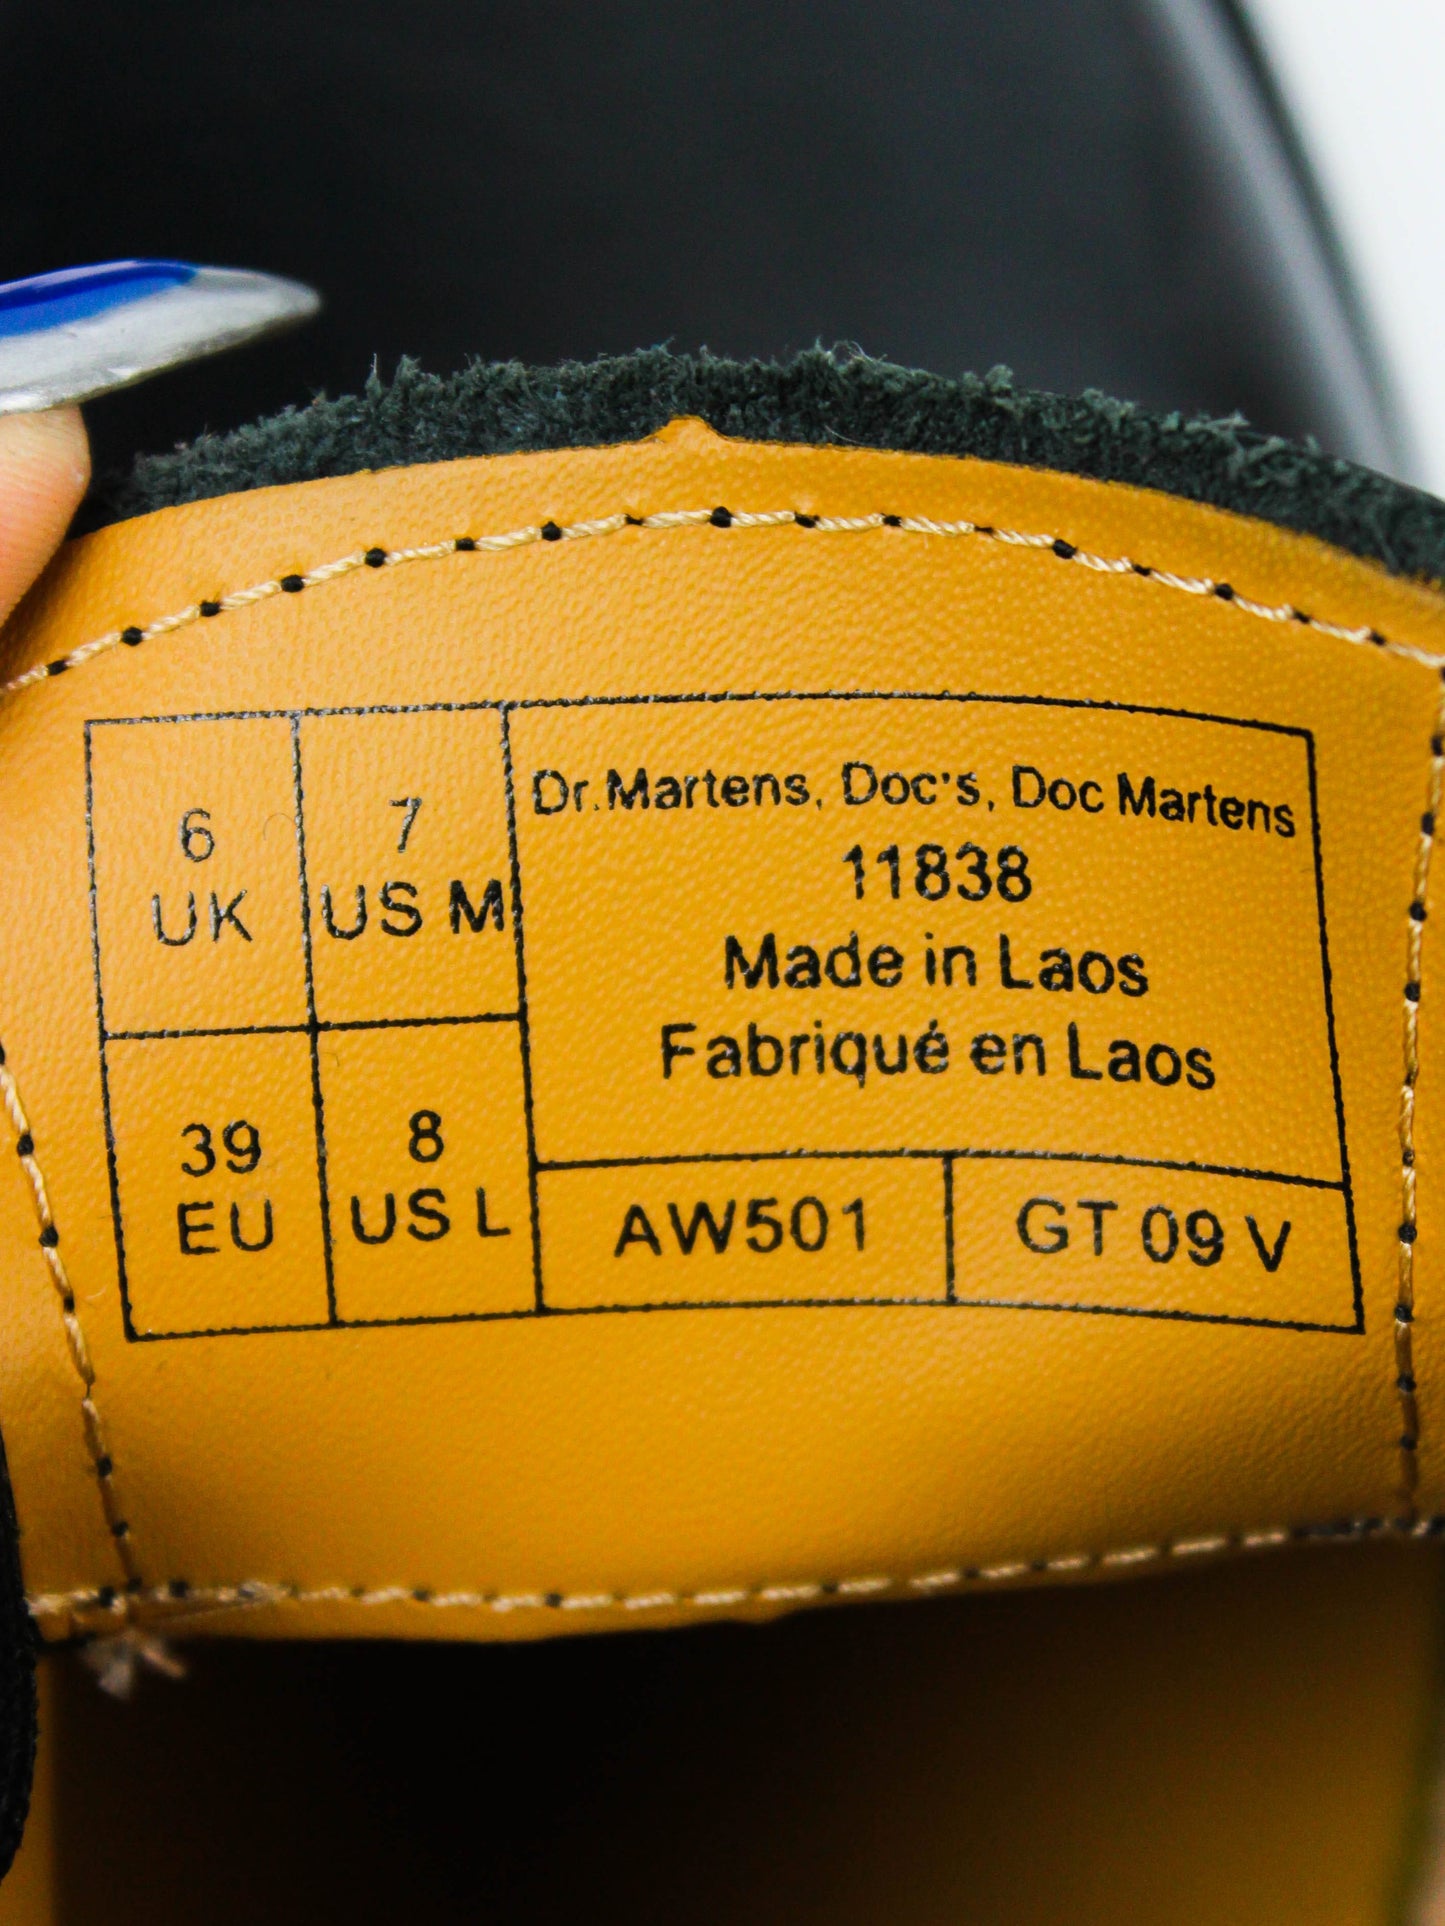 6
UK
7
US M
39
EU
8
US L
Dr.Martens, Doc's, Doc Martens
11838
Made in Laos
Fabriqué en Laos
AW501
GT 09 V